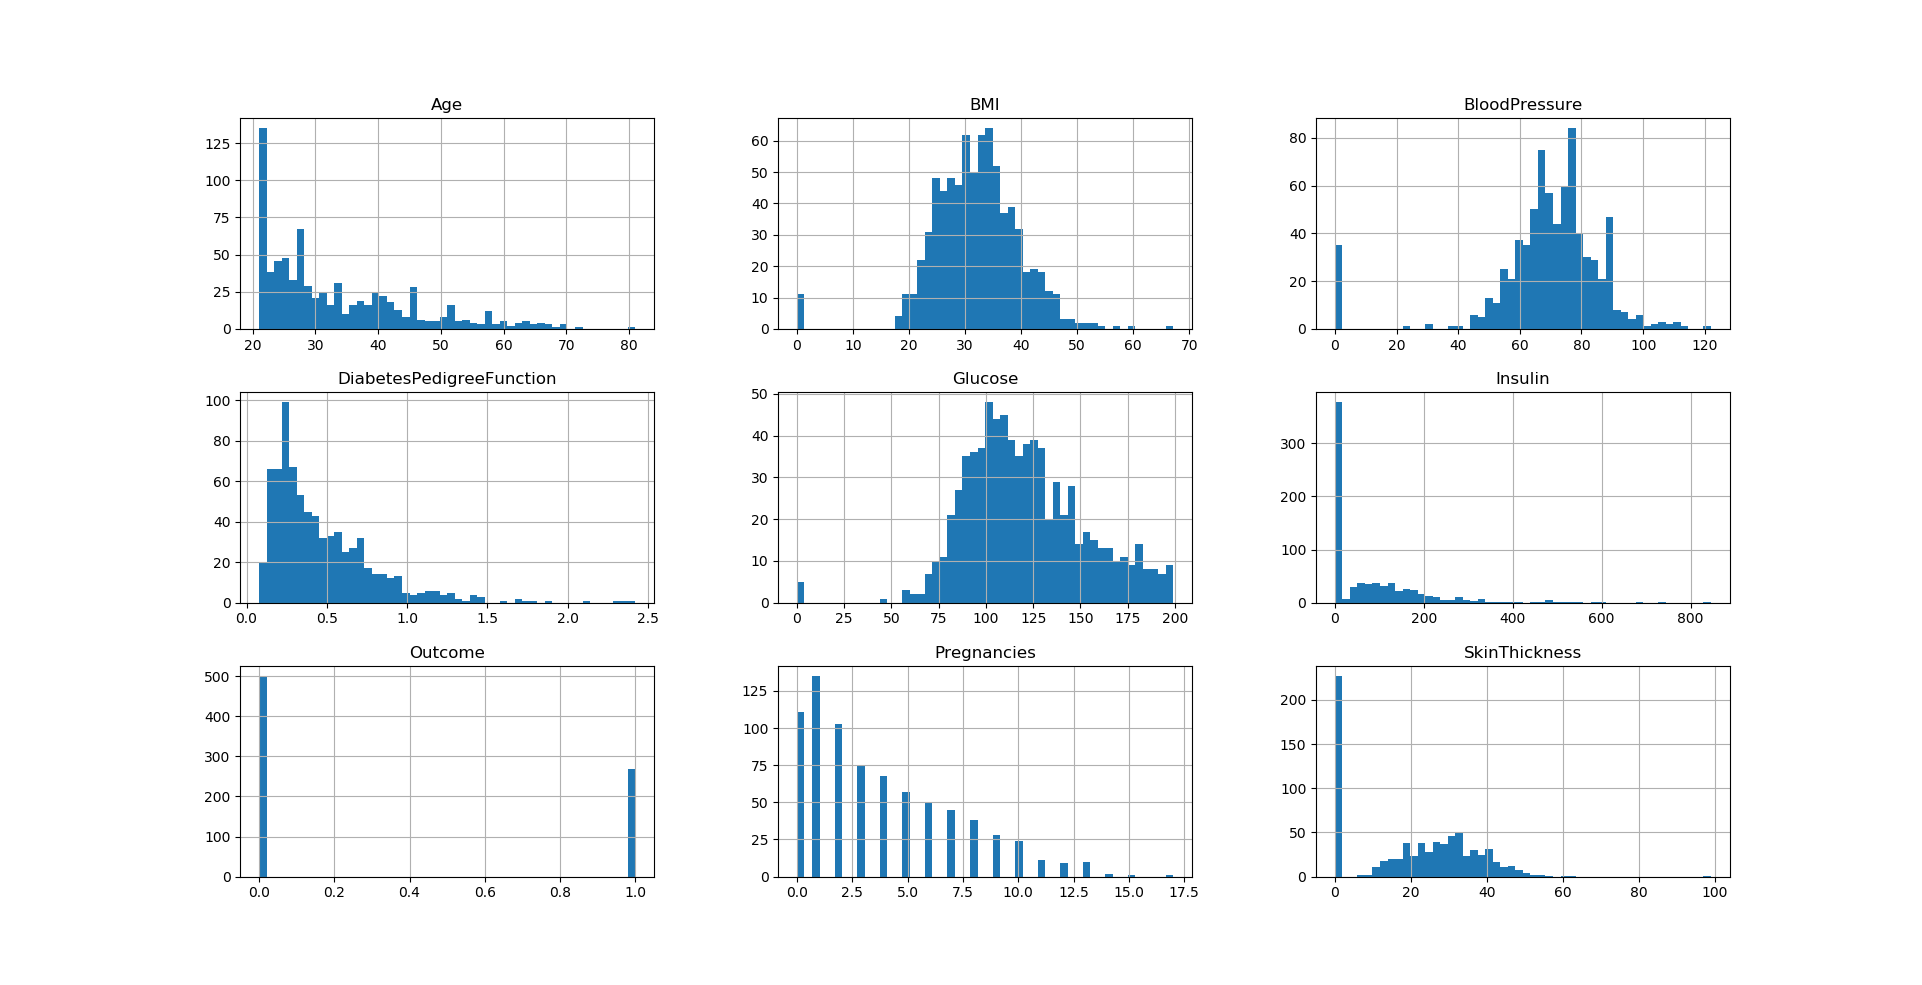 Age
125
100
75
50
25
0
20 30 40 50 60 70 80
BMI
60
50
40
30
20
10
0
0 10 20 30 40 50 60 70
BloodPressure
80
60
40
20
0
0 20 40 60 80 100 120
DiabetesPedigreeFunction
100
80
60
40
20
0
0.0 0.5 1.0 1.5 2.0 2.5
Glucose
50
40
30
20
10
0
0 25 50 75 100 125 150 175 200
Insulin
300
200
100
0
0 200 400 600 800
Outcome
500
400
300
200
100
0
0.0 0.2 0.4 0.6 0.8 1.0
Pregnancies
125
100
75
50
25
0
0.0 2.5 5.0 7.5 10.0 12.5 15.0 17.5
SkinThickness
200
150
100
50
0
0 20 40 60 80 100